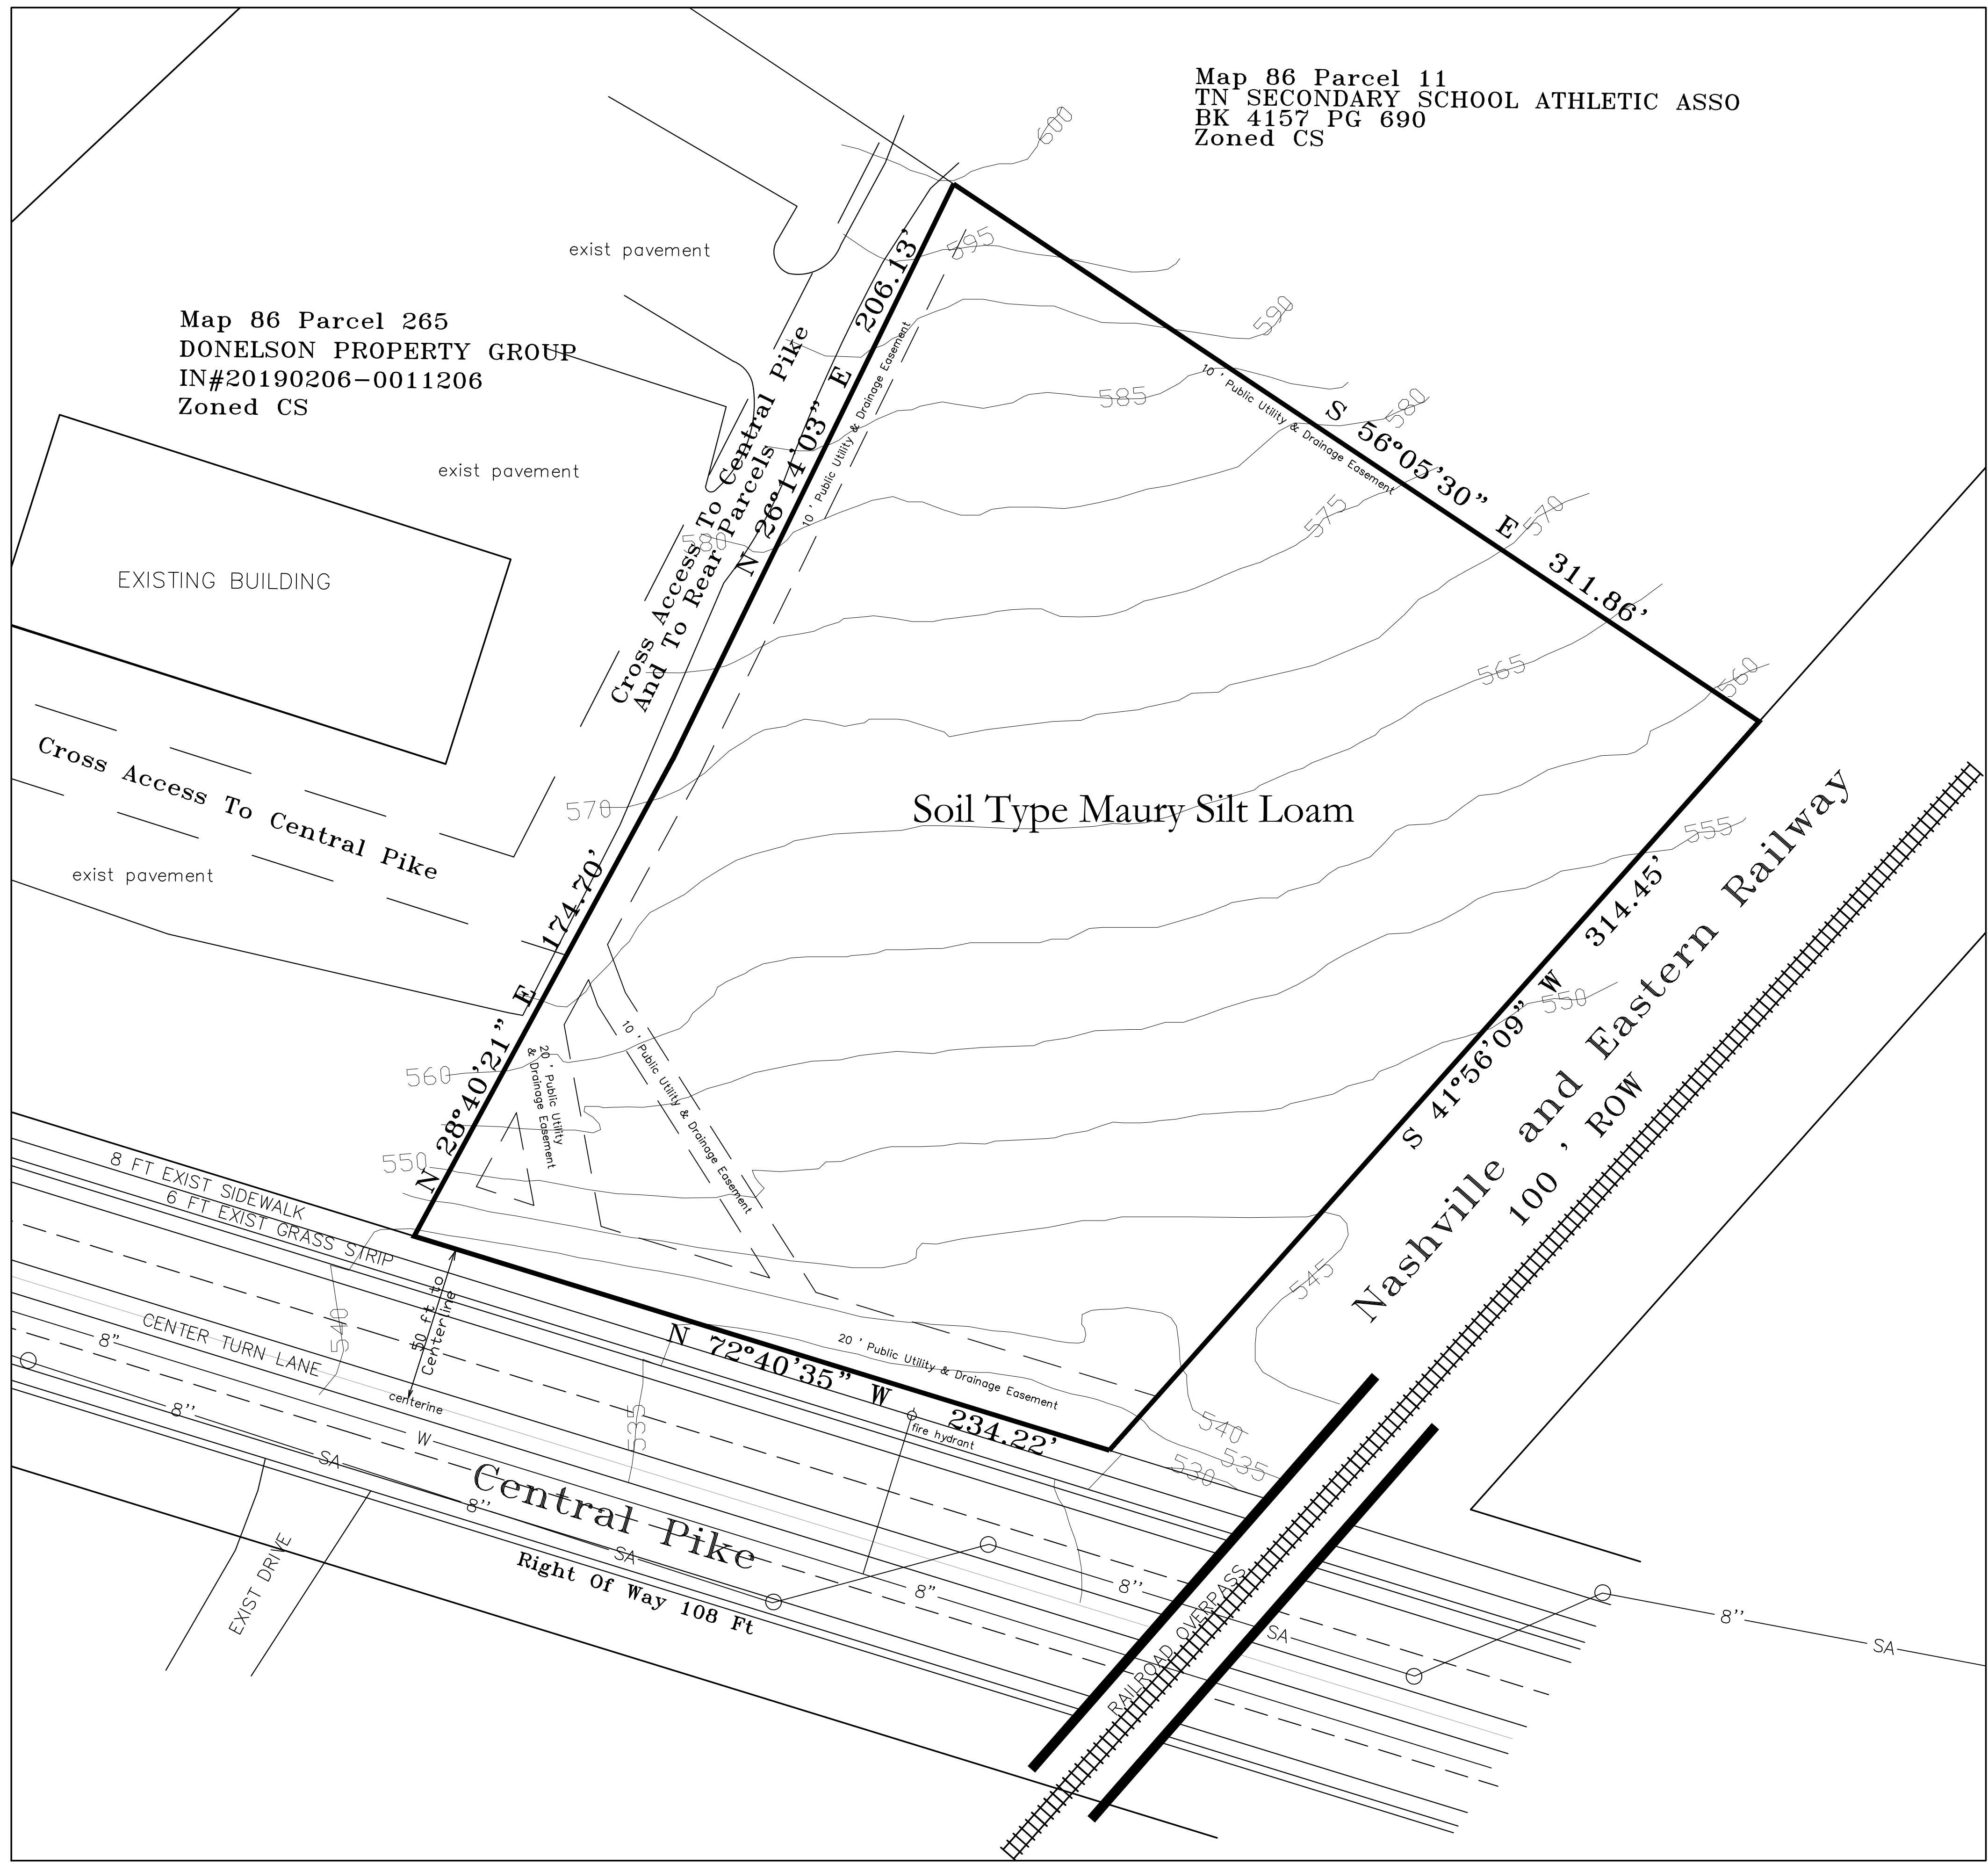 Map 86 Parcel 11
TN SECONDARY SCHOOL ATHLETIC ASSO
BK 4157 PG 690
Zoned CS
600
595
590
585
580
575
570
565
560
555
550
545
540
535
530
exist pavement
Map 86 Parcel 265
DONELSON PROPERTY GROUP
IN#20190206-0011206
Zoned CS
exist pavement
EXISTING BUILDING
Cross Access To Central Pike
exist pavement
Cross Access To Central Pike
And To Rear Parcels
580
570
560
550
N 26°14'03" E 206.13'
10 ' Public Utility & Drainage Easement
10 ' Public Utility & Drainage Easement
S 56°05'30" E 311.86'
Soil Type Maury Silt Loam
N 28°40'21" E 174.70'
20 ' Public Utility
& Drainage Easement
10 ' Public Utility & Drainage Easement
S 41°56'09" W 314.45'
Nashville and Eastern Railway
100 ' ROW
8 FT EXIST SIDEWALK
6 FT EXIST GRASS STRIP
540
50 ft to
Centerline
centerine
CENTER TURN LANE
8"
8''
SA
W
8''
SA
535
N 72°40'35" W 234.22'
20 ' Public Utility & Drainage Easement
fire hydrant
Central Pike
Right Of Way 108 Ft
EXIST DRIVE
8"
8''
SA
RAILROAD OVERPASS
8''
SA